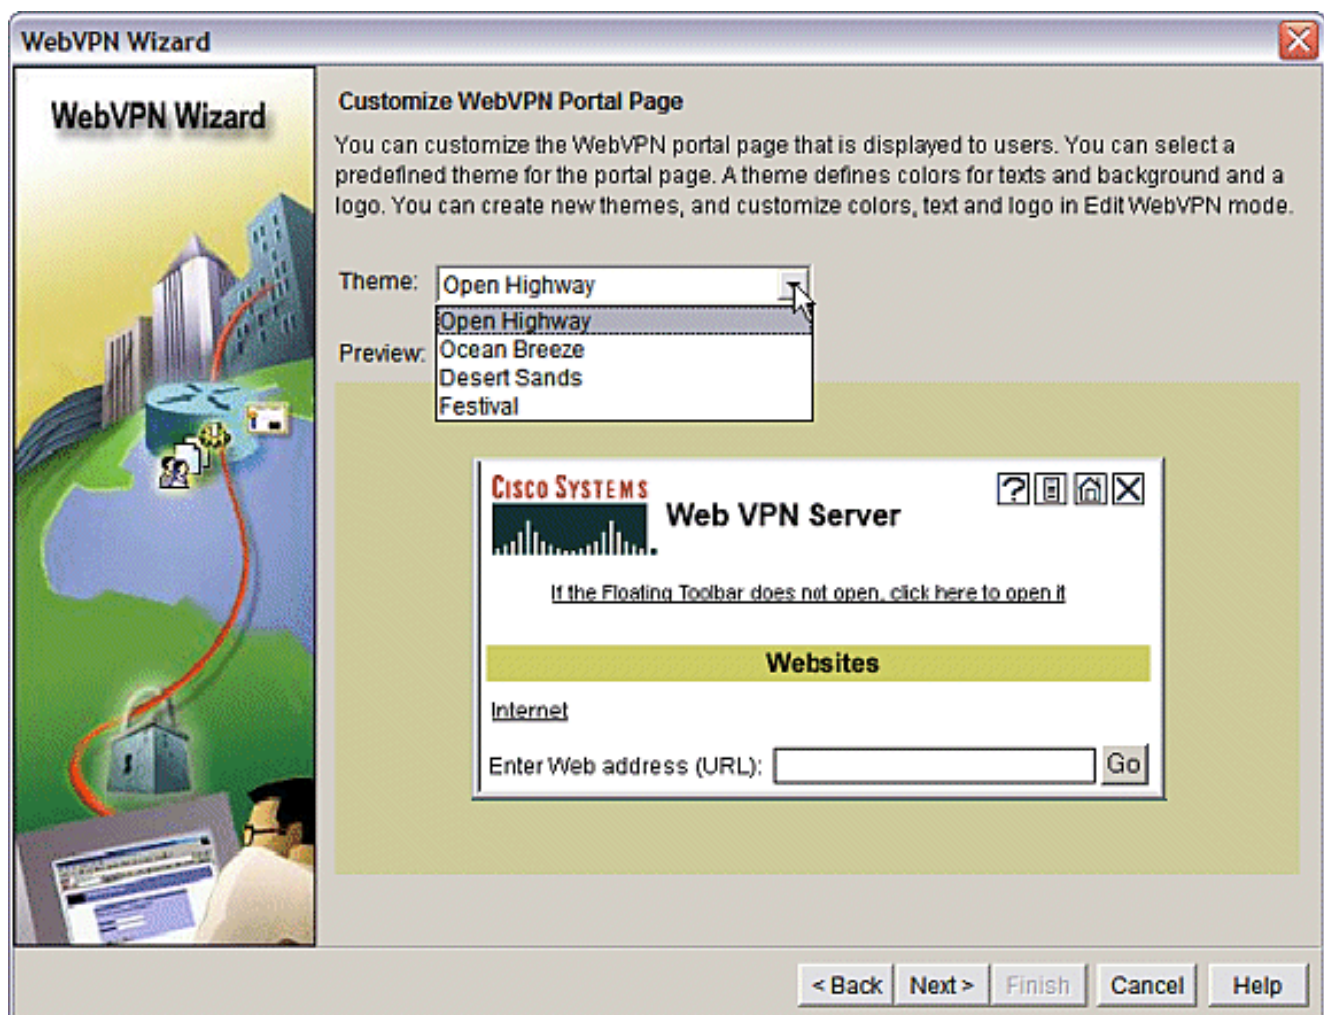 WebVPN Wizard
WebVPN Wizard
Customize WebVPN Portal Page
You can customize the WebVPN portal page that is displayed to users. You can select a
predefined theme for the portal page. A theme defines colors for texts and background and a
logo. You can create new themes, and customize colors, text and logo in Edit WebVPN mode.
Theme: Open Highway
Open Highway
Ocean Breeze
Desert Sands
Festival
Preview:
CISCO SYSTEMS
Web VPN Server
?
If the Floating Toolbar does not open, click here to open it
Websites
Internet
Enter Web address (URL): Go
< Back Next > Finish Cancel Help